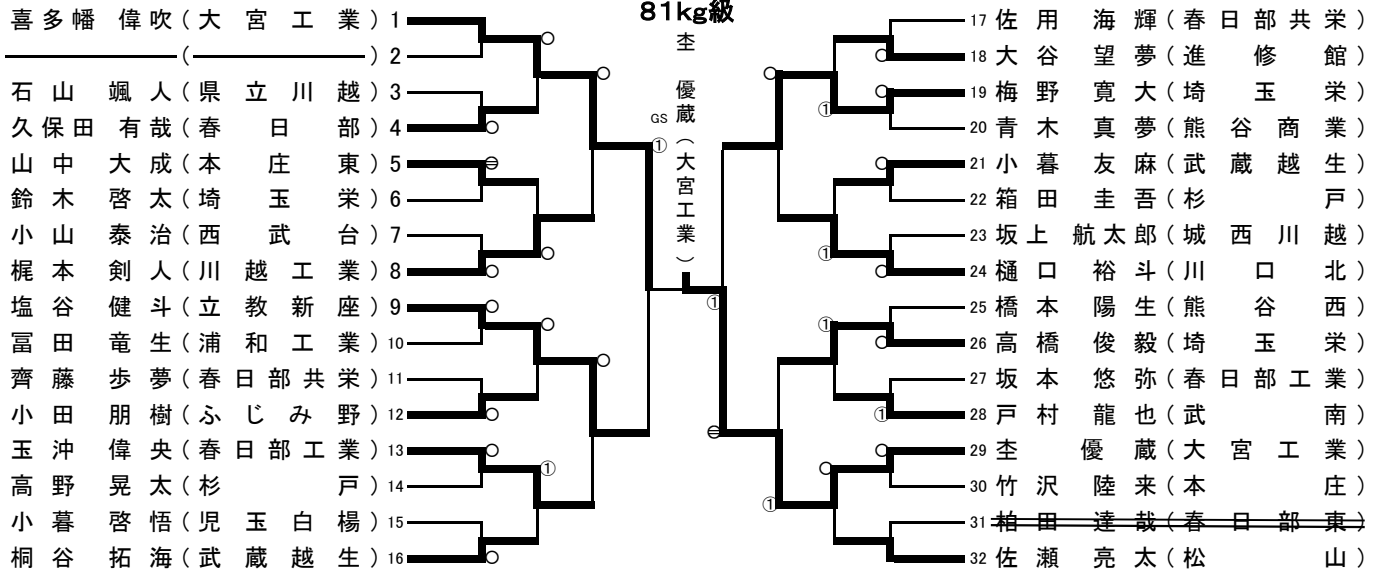 81kg級
喜多幡 偉吹(大宮工業) 1
( ) 2
石山 颯人(県立川越) 3
久保田 有哉(春日部) 4
山中 大成(本庄東) 5
鈴木 啓太(埼玉栄) 6
小山 泰治(西武台) 7
梶本 剣人(川越工業) 8
塩谷 健斗(立教新座) 9
冨田 竜生(浦和工業) 10
齊藤 歩夢(春日部共栄) 11
小田 朋樹(ふじみ野) 12
玉沖 偉央(春日部工業) 13
高野 晃太(杉戸) 14
小暮 啓悟(児玉白楊) 15
桐谷 拓海(武蔵越生) 16
杢 優蔵(大宮工業)
GS
①
①
①
17 佐用 海輝(春日部共栄)
18 大谷 望夢(進修館)
19 梅野 寛大(埼玉栄)
20 青木 真夢(熊谷商業)
21 小暮 友麻(武蔵越生)
22 箱田 圭吾(杉戸)
23 坂上 航太郎(城西川越)
24 樋口 裕斗(川口北)
25 橋本 陽生(熊谷西)
26 高橋 俊毅(埼玉栄)
27 坂本 悠弥(春日部工業)
28 戸村 龍也(武南)
29 杢 優蔵(大宮工業)
30 竹沢 陸来(本庄)
31 柏田 達哉(春日部東)
32 佐瀬 亮太(松山)
①
①
①
①
①